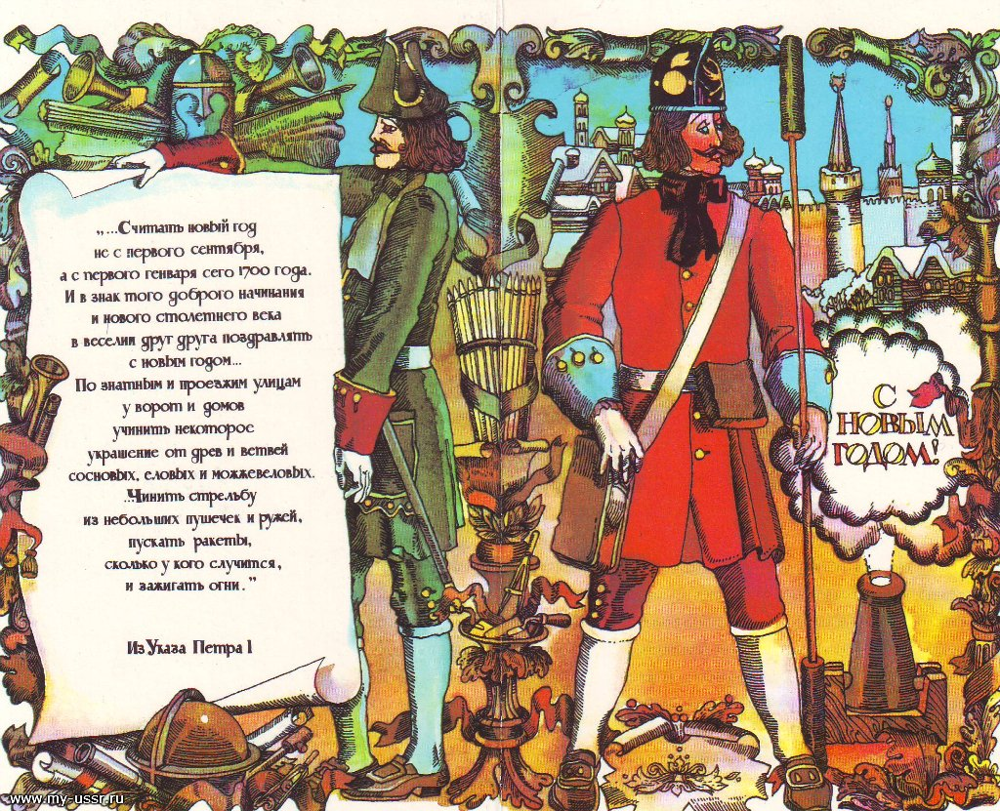 „...Считать новый год
не с первого сентября,
а с первого генваря сего 1700 года.
И в знак того доброго начинания
и нового столетнего века
в веселии друг друга поздравлять
с новым годом...
По знатным и проезжим улицам
у ворот и домов
учинить некоторое
украшение от древ и ветвей
сосновых, еловых и можжевеловых.
...Чинить стрельбу
из небольших пушечек и ружей,
пускать ракеты,
сколько у кого случится,
и зажигать огни."
Из Указа Петра I
С
НОВЫМ
ГОДОМ!
www.my-ussr.ru